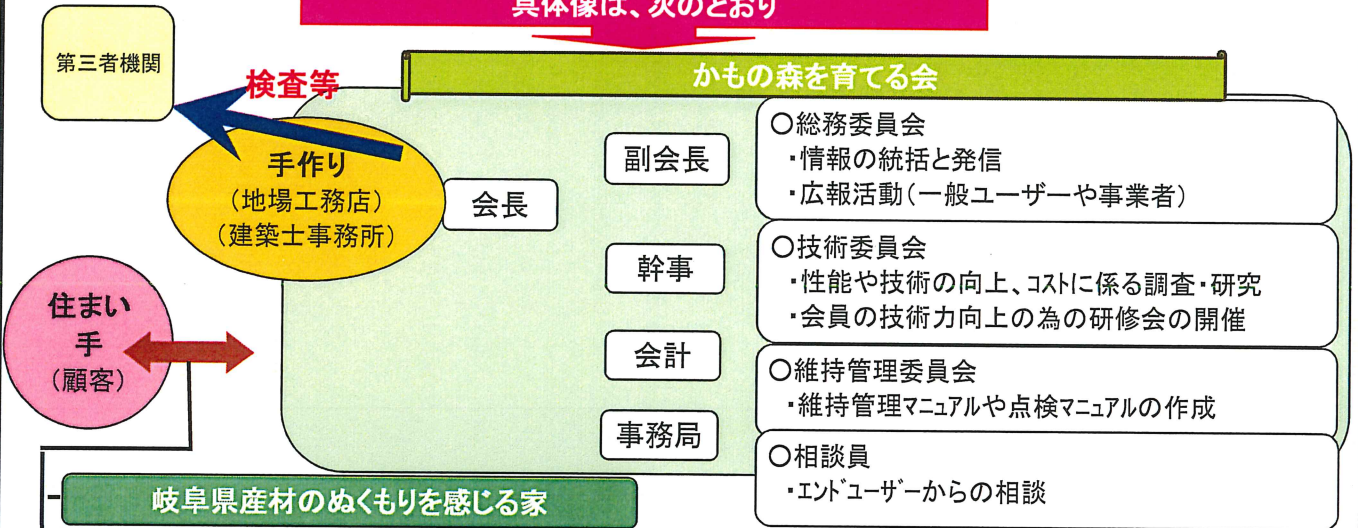 具体像は、次のとおり
第三者機関
検査等
かもの森を育てる会
手作り
(地場工務店)
(建築士事務所)
会長
副会長
幹事
会計
事務局
〇総務委員会
・情報の統括と発信
・広報活動(一般ユーザーや事業者)
〇技術委員会
・性能や技術の向上、コストに係る調査・研究
・会員の技術力向上の為の研修会の開催
〇維持管理委員会
・維持管理マニュアルや点検マニュアルの作成
〇相談員
・エンドユーザーからの相談
住まい
手
(顧客)
岐阜県産材のぬくもりを感じる家